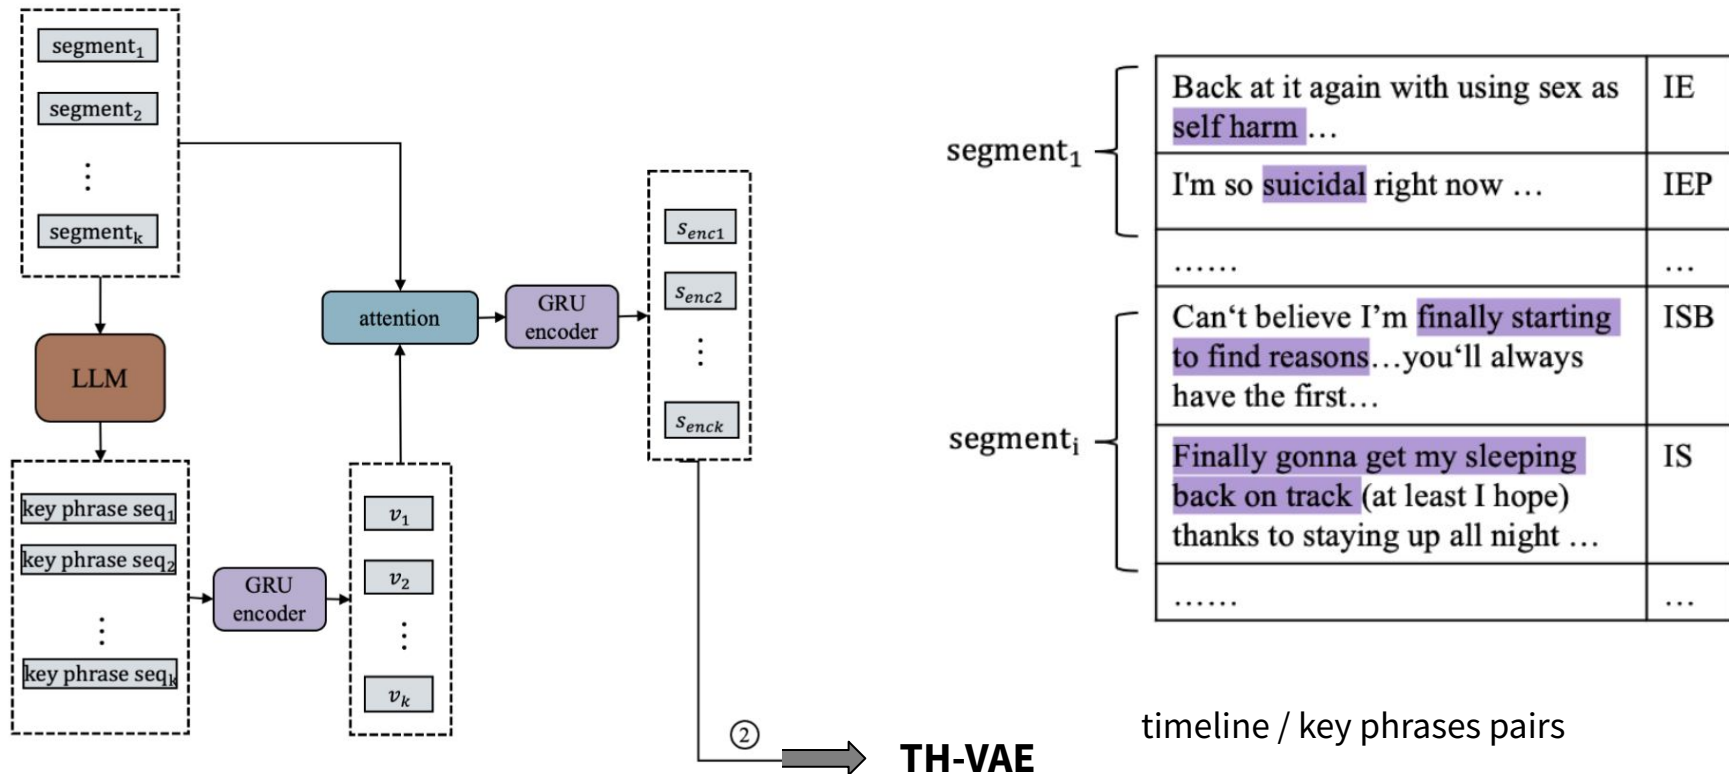 segment₁
segment₂
⋮
segmentₖ
LLM
key phrase seq₁
key phrase seq₂
⋮
key phrase seqₖ
GRU
encoder
v₁
v₂
⋮
vₖ
attention
GRU
encoder
s_enc1
s_enc2
⋮
s_enck
②
TH-VAE
segment₁
Back at it again with using sex as IE
self harm ...
I'm so suicidal right now ... IEP
...... ...
segmentᵢ
Can‘t believe I’m finally starting ISB
to find reasons…you‘ll always
have the first…
Finally gonna get my sleeping IS
back on track (at least I hope)
thanks to staying up all night ...
...... ...
timeline / key phrases pairs